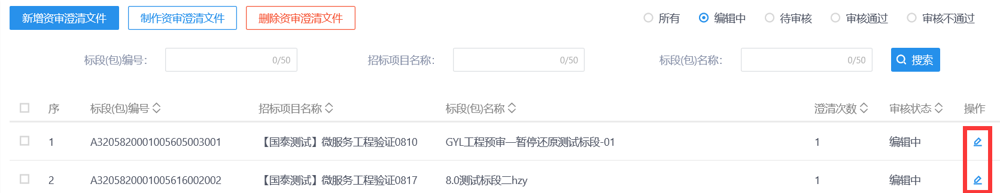 新增资审澄清文件 制作资审澄清文件 删除资审澄清文件 所有 编辑中 待审核 审核通过 审核不通过
标段(包)编号: 0/50 招标项目名称: 0/50 标段(包)名称: 0/50 搜索
序 标段(包)编号 招标项目名称 标段(包)名称 澄清次数 审核状态 操作
1 A3205820001005605003001 【国泰测试】微服务工程验证0810 GYL工程预审—暂停还原测试标段-01 1 编辑中
2 A3205820001005616002002 【国泰测试】微服务工程验证0817 8.0测试标段二hzy 1 编辑中